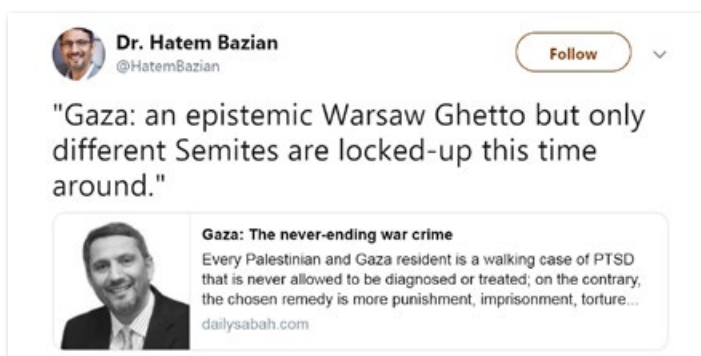 Dr. Hatem Bazian
@HatemBazian
Follow
"Gaza: an epistemic Warsaw Ghetto but only
different Semites are locked-up this time
around."
Gaza: The never-ending war crime
Every Palestinian and Gaza resident is a walking case of PTSD
that is never allowed to be diagnosed or treated; on the contrary,
the chosen remedy is more punishment, imprisonment, torture...
dailysabah.com